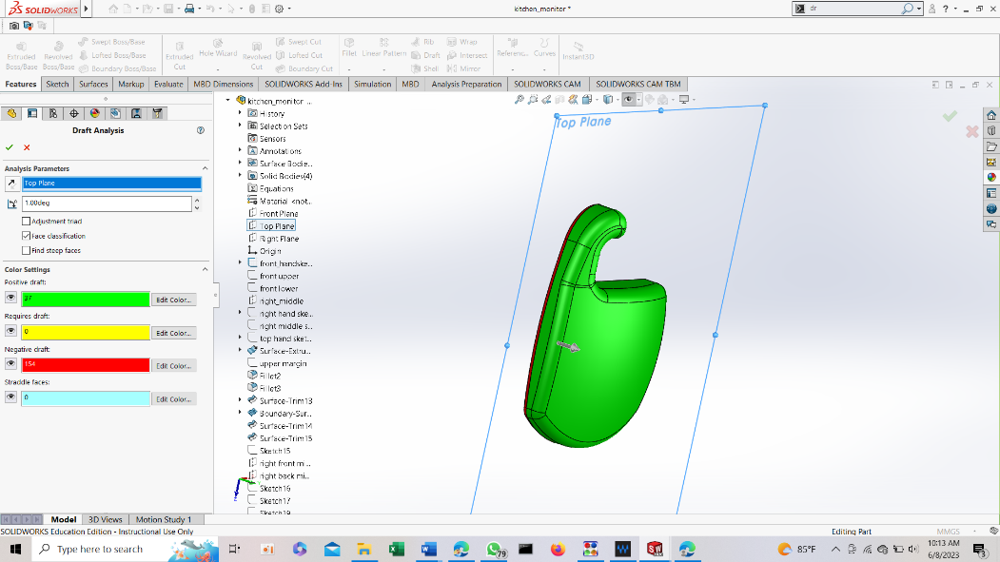 SOLIDWORKS
kitchen_monitor *
dr
Extruded Boss/Base
Revolved Boss/Base
Swept Boss/Base
Lofted Boss/Base
Boundary Boss/Base
Extruded Cut
Hole Wizard
Revolved Cut
Swept Cut
Lofted Cut
Boundary Cut
Fillet
Linear Pattern
Rib
Draft
Shell
Wrap
Intersect
Mirror
Referenc...
Curves
Instant3D
Features
Sketch
Surfaces
Markup
Evaluate
MBD Dimensions
SOLIDWORKS Add-Ins
Simulation
MBD
Analysis Preparation
SOLIDWORKS CAM
SOLIDWORKS CAM TBM
Draft Analysis
Analysis Parameters
Top Plane
1.00deg
Adjustment triad
Face classification
Find steep faces
Color Settings
Positive draft:
37
Edit Color...
Requires draft:
0
Edit Color...
Negative draft:
154
Edit Color...
Straddle faces:
0
Edit Color...
kitchen_monitor ...
History
Selection Sets
Sensors
Annotations
Surface Bodies...
Solid Bodies(4)
Equations
Material <not...
Front Plane
Top Plane
Right Plane
Origin
front_handske...
front upper
front lower
right_middle
right hand ske...
right middle s...
top hand sket...
Surface-Extru...
upper margin
Fillet2
Fillet3
Surface-Trim13
Boundary-Sur...
Surface-Trim14
Surface-Trim15
Sketch15
right front mi...
right back mi...
Sketch16
Sketch17
Sketch19
Top Plane
Model
3D Views
Motion Study 1
SOLIDWORKS Education Edition - Instructional Use Only
Editing Part
MMGS
Type here to search
79
85°F
10:13 AM
6/8/2023
3